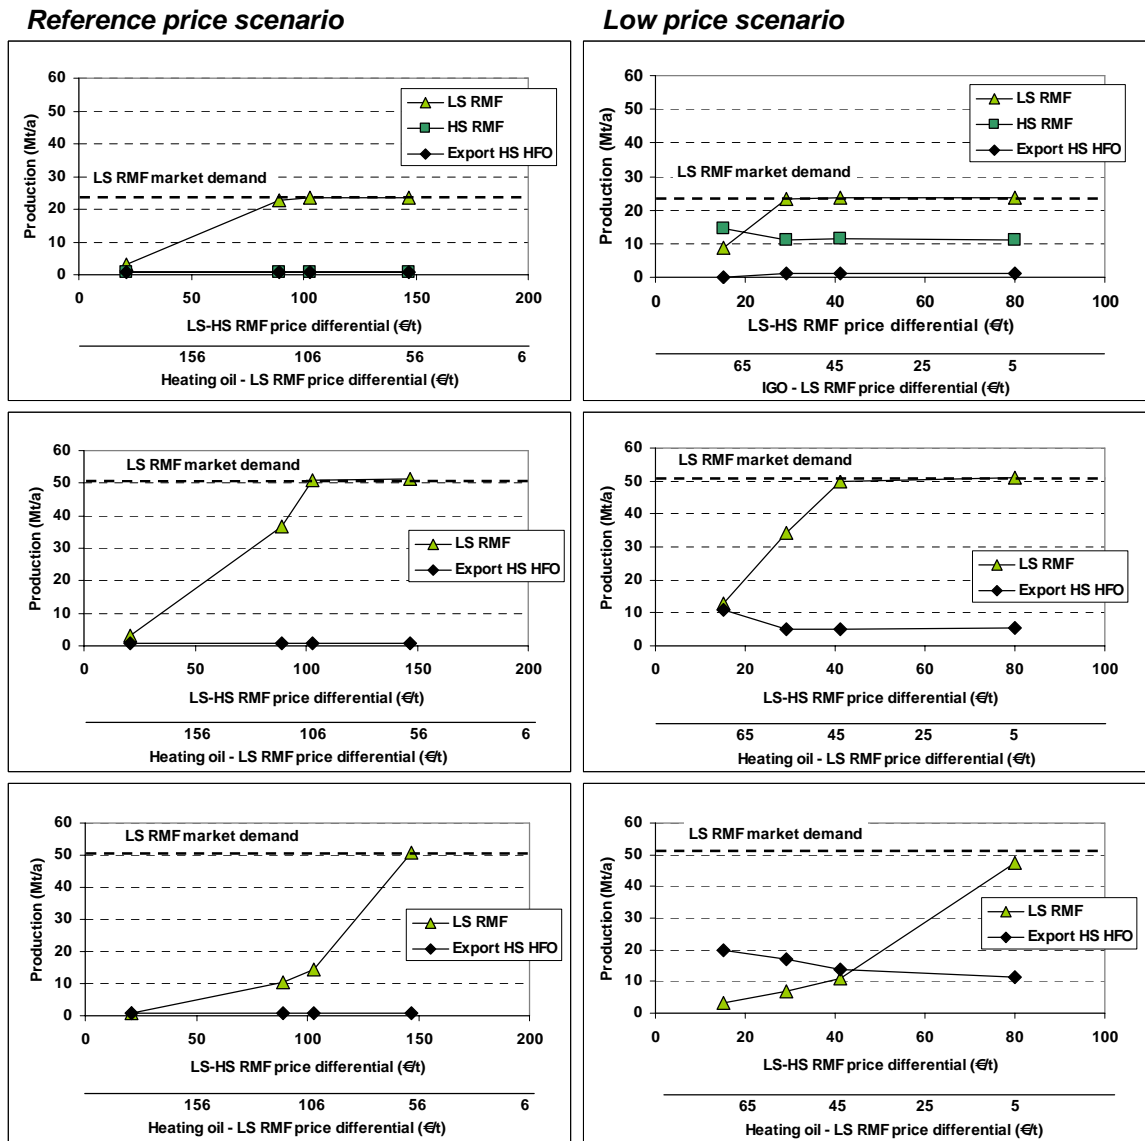 Reference price scenario
Low price scenario
60
50
40
30
20
10
0
Production (Mt/a)
LS RMF
HS RMF
Export HS HFO
LS RMF market demand
0 50 100 150 200
LS-HS RMF price differential (€/t)
156 106 56 6
Heating oil - LS RMF price differential (€/t)
60
50
40
30
20
10
0
Production (Mt/a)
LS RMF
HS RMF
Export HS HFO
LS RMF market demand
0 20 40 60 80 100
LS-HS RMF price differential (€/t)
65 45 25 5
IGO - LS RMF price differential (€/t)
60
50
40
30
20
10
0
Production (Mt/a)
LS RMF market demand
LS RMF
Export HS HFO
0 50 100 150 200
LS-HS RMF price differential (€/t)
156 106 56 6
Heating oil - LS RMF price differential (€/t)
60
50
40
30
20
10
0
Production (Mt/a)
LS RMF market demand
LS RMF
Export HS HFO
0 20 40 60 80 100
LS-HS RMF price differential (€/t)
65 45 25 5
Heating oil - LS RMF price differential (€/t)
60
50
40
30
20
10
0
Production (Mt/a)
LS RMF market demand
LS RMF
Export HS HFO
0 50 100 150 200
LS-HS RMF price differential (€/t)
156 106 56 6
Heating oil - LS RMF price differential (€/t)
60
50
40
30
20
10
0
Production (Mt/a)
LS RMF market demand
LS RMF
Export HS HFO
0 20 40 60 80 100
LS-HS RMF price differential (€/t)
65 45 25 5
Heating oil - LS RMF price differential (€/t)